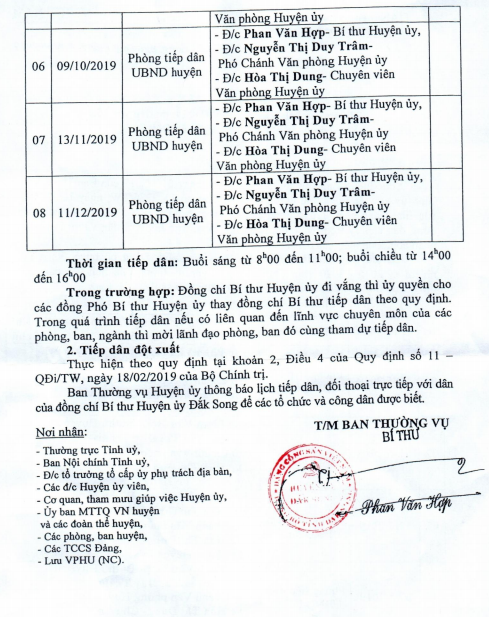 Văn phòng Huyện ủy
06 09/10/2019 Phòng tiếp dân UBND huyện
- Đ/c Phan Văn Hợp- Bí thư Huyện ủy,
- Đ/c Nguyễn Thị Duy Trâm-
Phó Chánh Văn phòng Huyện ủy
- Đ/c Hòa Thị Dung- Chuyên viên
Văn phòng Huyện ủy
07 13/11/2019 Phòng tiếp dân UBND huyện
- Đ/c Phan Văn Hợp- Bí thư Huyện ủy,
- Đ/c Nguyễn Thị Duy Trâm-
Phó Chánh Văn phòng Huyện ủy
- Đ/c Hòa Thị Dung- Chuyên viên
Văn phòng Huyện ủy
08 11/12/2019 Phòng tiếp dân UBND huyện
- Đ/c Phan Văn Hợp- Bí thư Huyện ủy,
- Đ/c Nguyễn Thị Duy Trâm-
Phó Chánh Văn phòng Huyện ủy
- Đ/c Hòa Thị Dung- Chuyên viên
Văn phòng Huyện ủy
Thời gian tiếp dân: Buổi sáng từ 8h00 đến 11h00; buổi chiều từ 14h00
đến 16h00
Trong trường hợp: Đồng chí Bí thư Huyện ủy đi vắng thì ủy quyền cho
các đồng Phó Bí thư Huyện ủy thay đồng chí Bí thư tiếp dân theo quy định.
Trong quá trình tiếp dân nếu có liên quan đến lĩnh vực chuyên môn của các
phòng, ban, ngành thì mời lãnh đạo phòng, ban đó cùng tham dự tiếp dân.
2. Tiếp dân đột xuất
Thực hiện theo quy định tại khoản 2, Điều 4 của Quy định số 11 –
QĐi/TW, ngày 18/02/2019 của Bộ Chính trị.
Ban Thường vụ Huyện ủy thông báo lịch tiếp dân, đối thoại trực tiếp với dân
của đồng chí Bí thư Huyện ủy Đắk Song để các tổ chức và công dân được biết.
Nơi nhận:
- Thường trực Tỉnh uỷ,
- Ban Nội chính Tỉnh uỷ,
- Đ/c tổ trưởng tổ cấp ủy phụ trách địa bàn,
- Các đ/c Huyện ủy viên,
- Cơ quan, tham mưu giúp việc Huyện ủy,
- Ủy ban MTTQ VN huyện
và các đoàn thể huyện,
- Các phòng, ban huyện,
- Các TCCS Đảng,
- Lưu VPHU (NC).
T/M BAN THƯỜNG VỤ
BÍ THƯ
Phan Văn Hợp